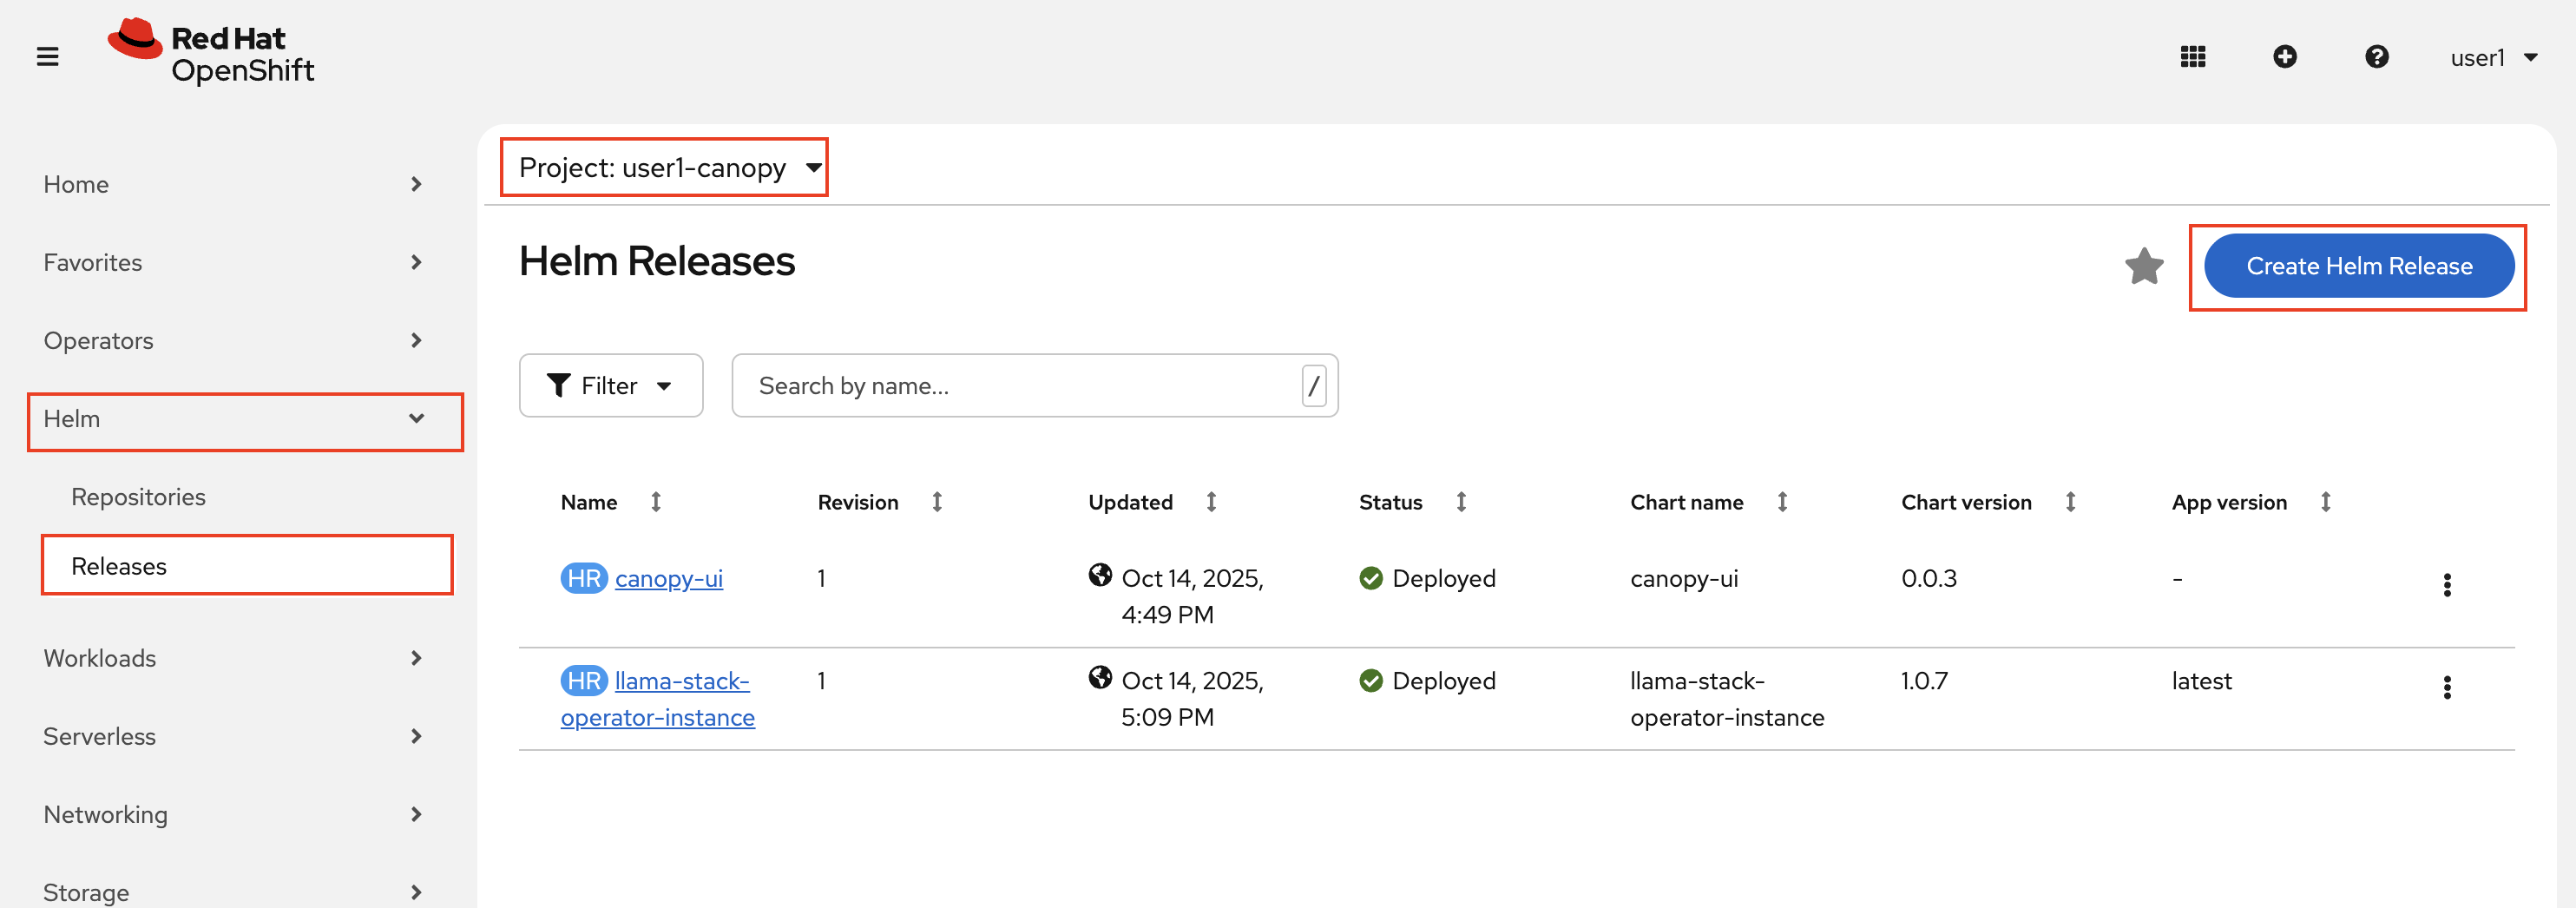 Red Hat
OpenShift
user1
Project: user1-canopy
Home
Favorites
Operators
Helm
Repositories
Releases
Workloads
Serverless
Networking
Storage
Helm Releases
Create Helm Release
Filter
Search by name...
/
Name Revision Updated Status Chart name Chart version App version
HR canopy-ui 1 Oct 14, 2025, Deployed canopy-ui 0.0.3 -
4:49 PM
HR llama-stack- 1 Oct 14, 2025, Deployed llama-stack- 1.0.7 latest
operator-instance 5:09 PM operator-instance